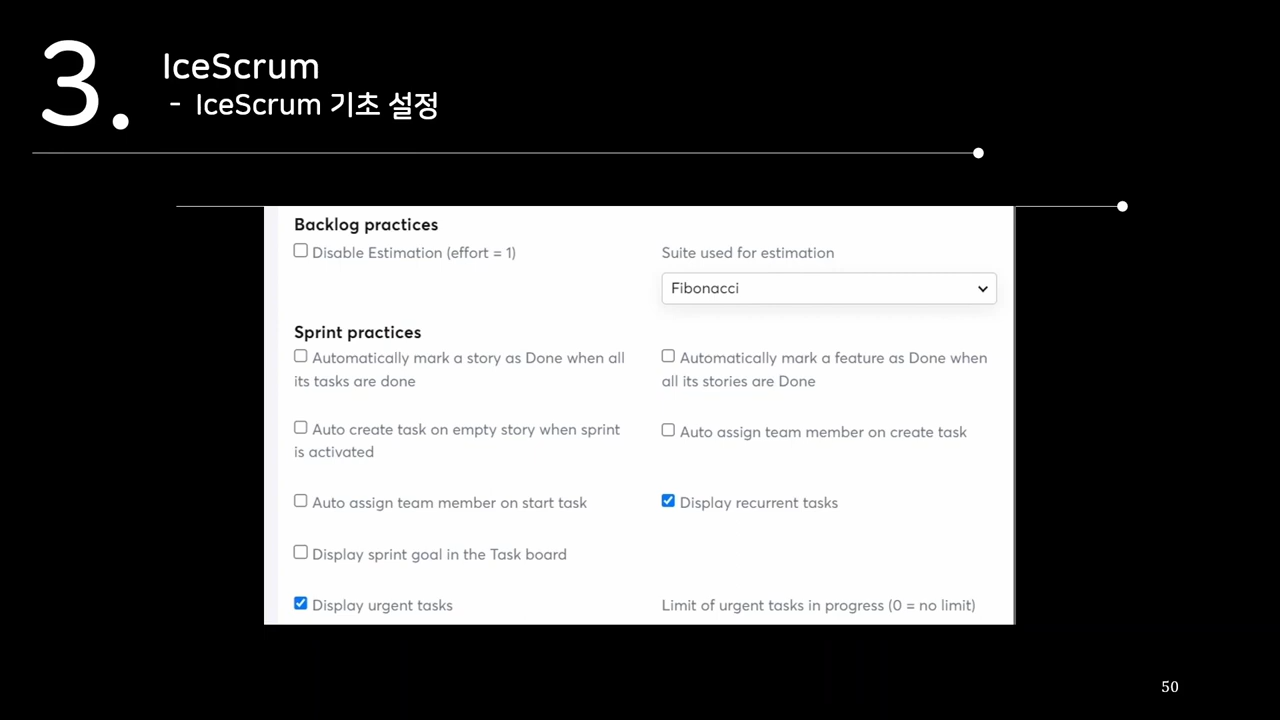 3.
IceScrum
- IceScrum 기초 설정
Backlog practices
Disable Estimation (effort = 1)
Suite used for estimation
Fibonacci
Sprint practices
Automatically mark a story as Done when all
its tasks are done
Automatically mark a feature as Done when
all its stories are Done
Auto create task on empty story when sprint
is activated
Auto assign team member on create task
Auto assign team member on start task
Display recurrent tasks
Display sprint goal in the Task board
Display urgent tasks
Limit of urgent tasks in progress (0 = no limit)
50